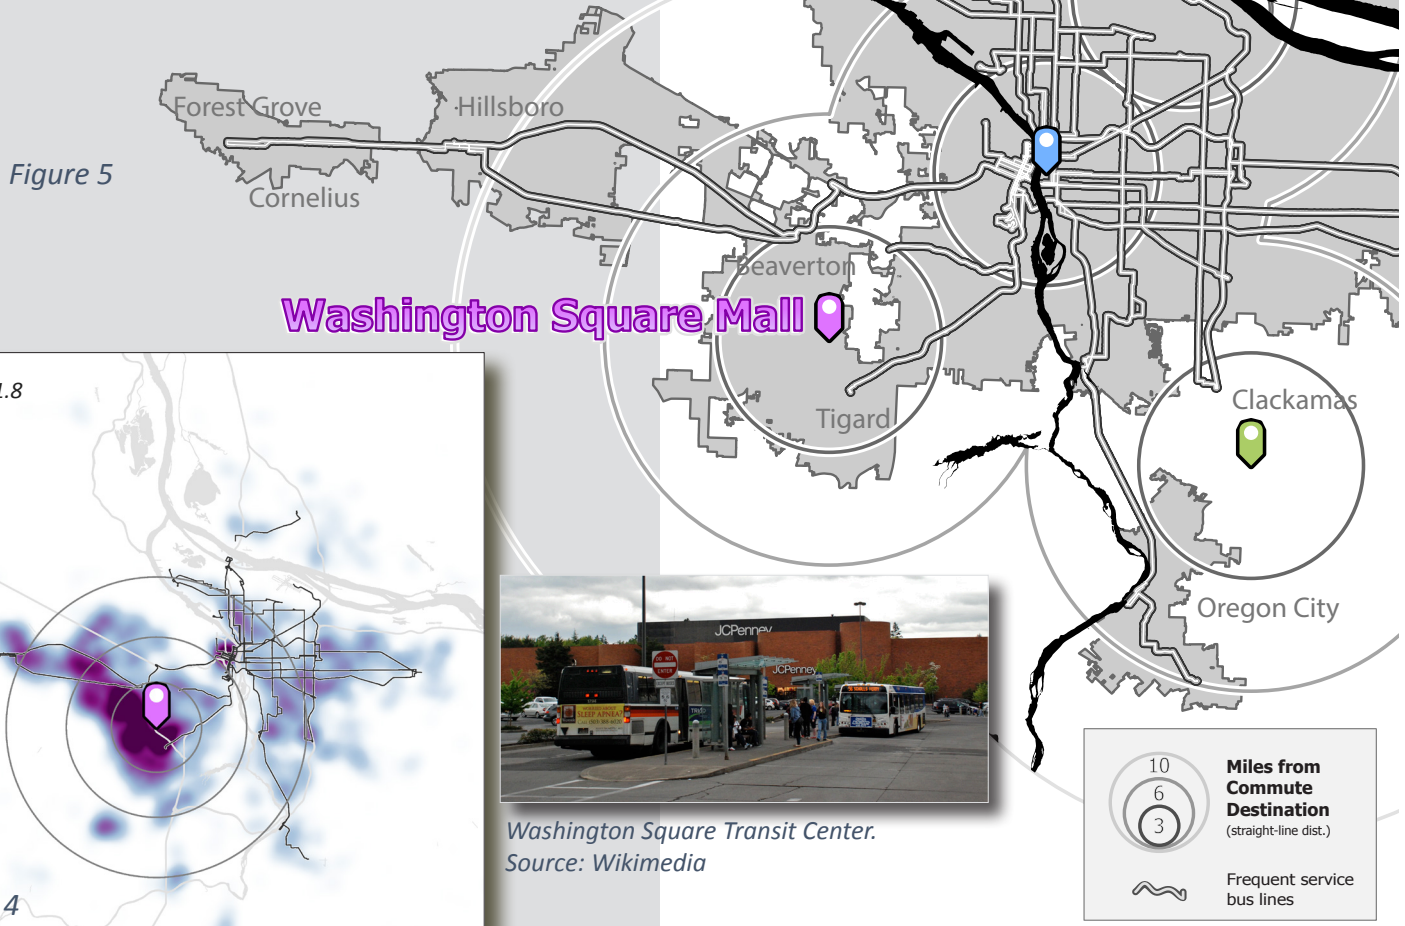 Forest Grove
Hillsboro
Figure 5
Cornelius
Beaverton
Washington Square Mall
1.8
Clackamas
Tigard
Oregon City
JCPenney
JCPenney
DO NOT
ENTER
SLEEP APNEA?
10
6
3
Miles from
Commute
Destination
(straight-line dist.)
Frequent service
bus lines
Washington Square Transit Center.
Source: Wikimedia
4